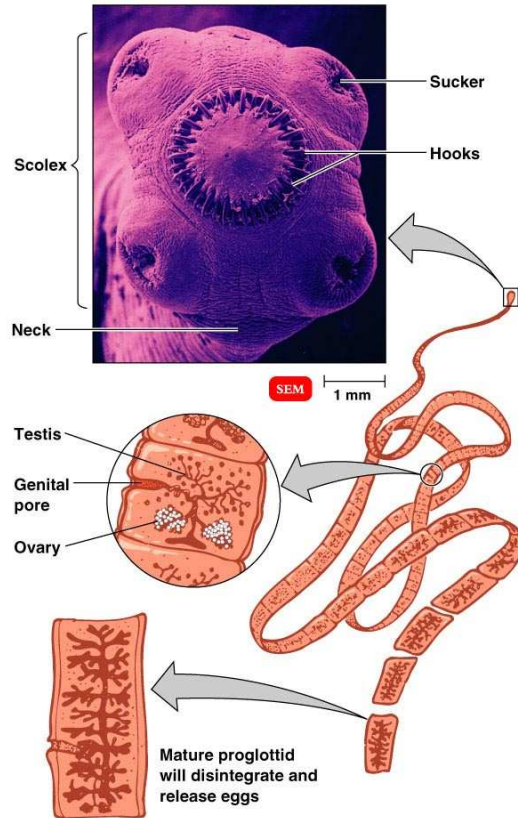 Sucker
Hooks
Scolex
Neck
SEM
1 mm
Testis
Genital
pore
Ovary
Mature proglottid
will disintegrate and
release eggs